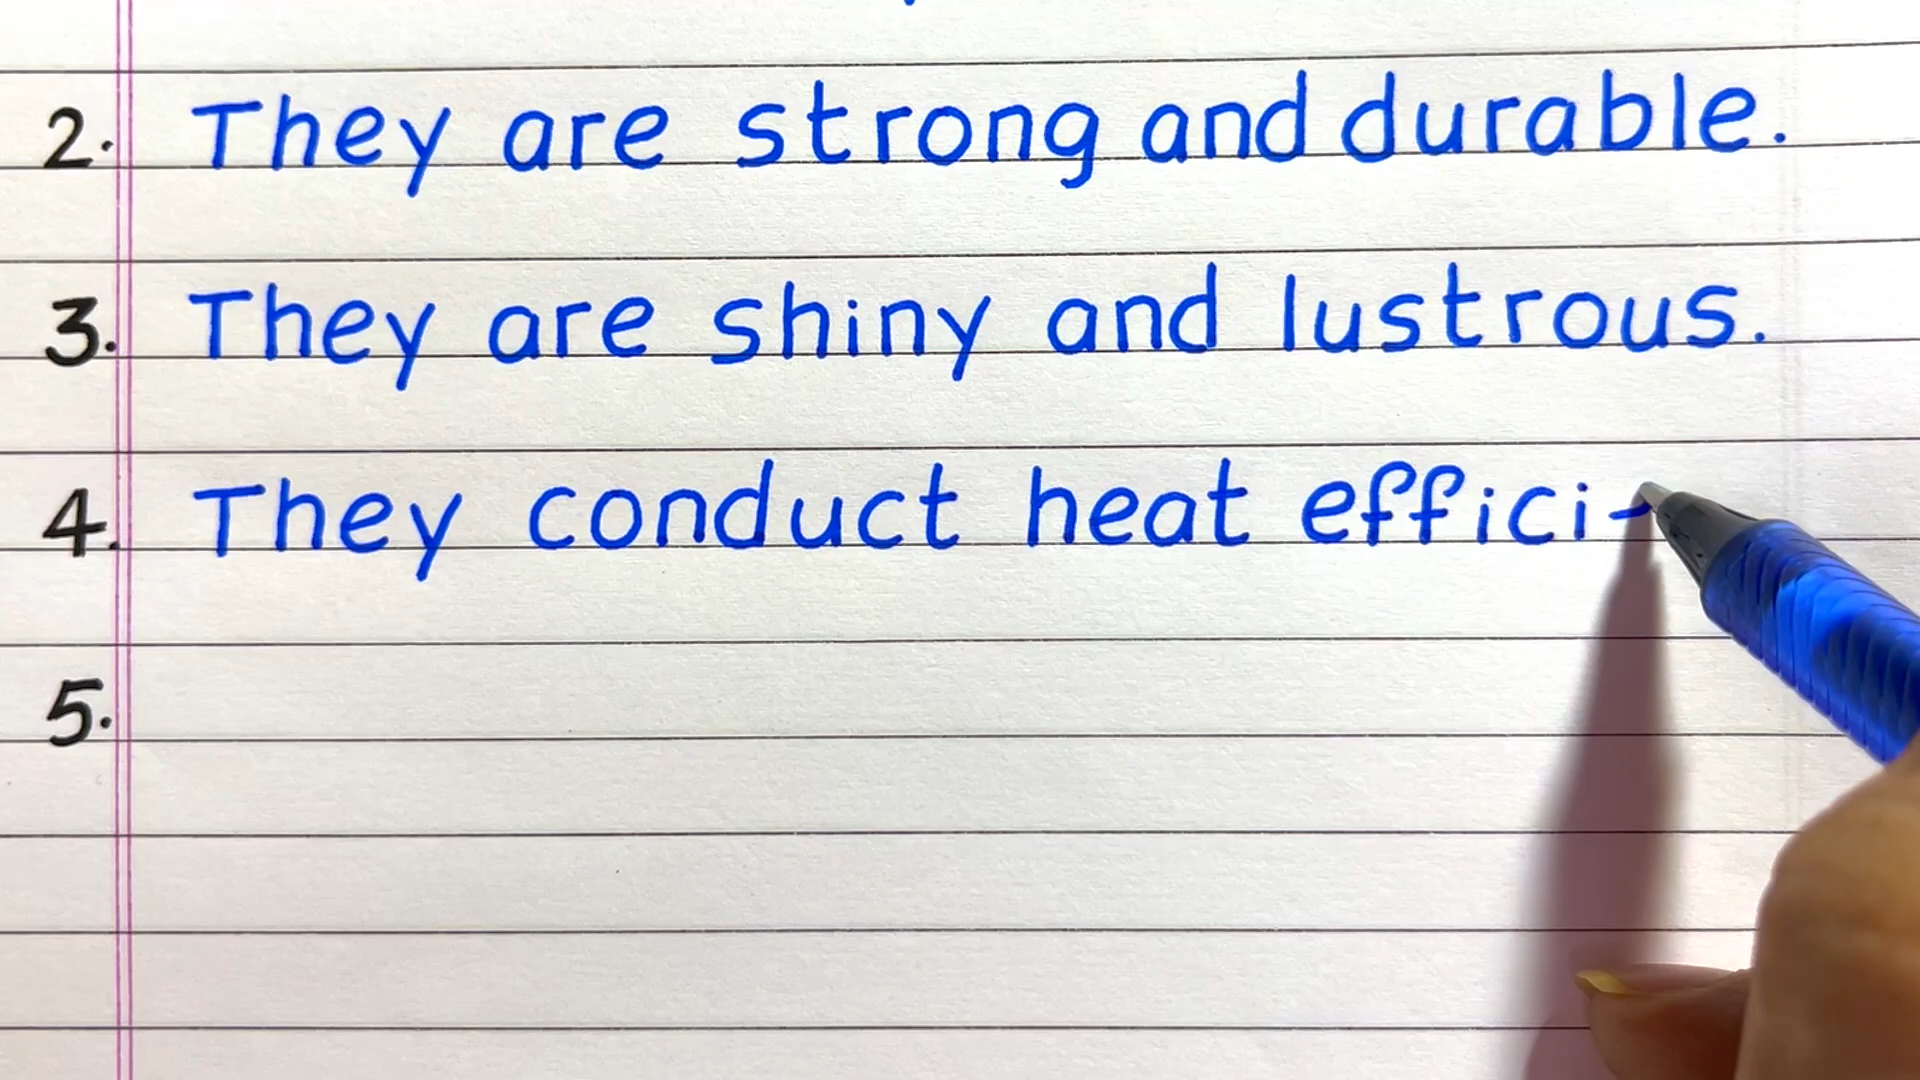 2. They are strong and durable.
3. They are shiny and lustrous.
4. They conduct heat effici
5.